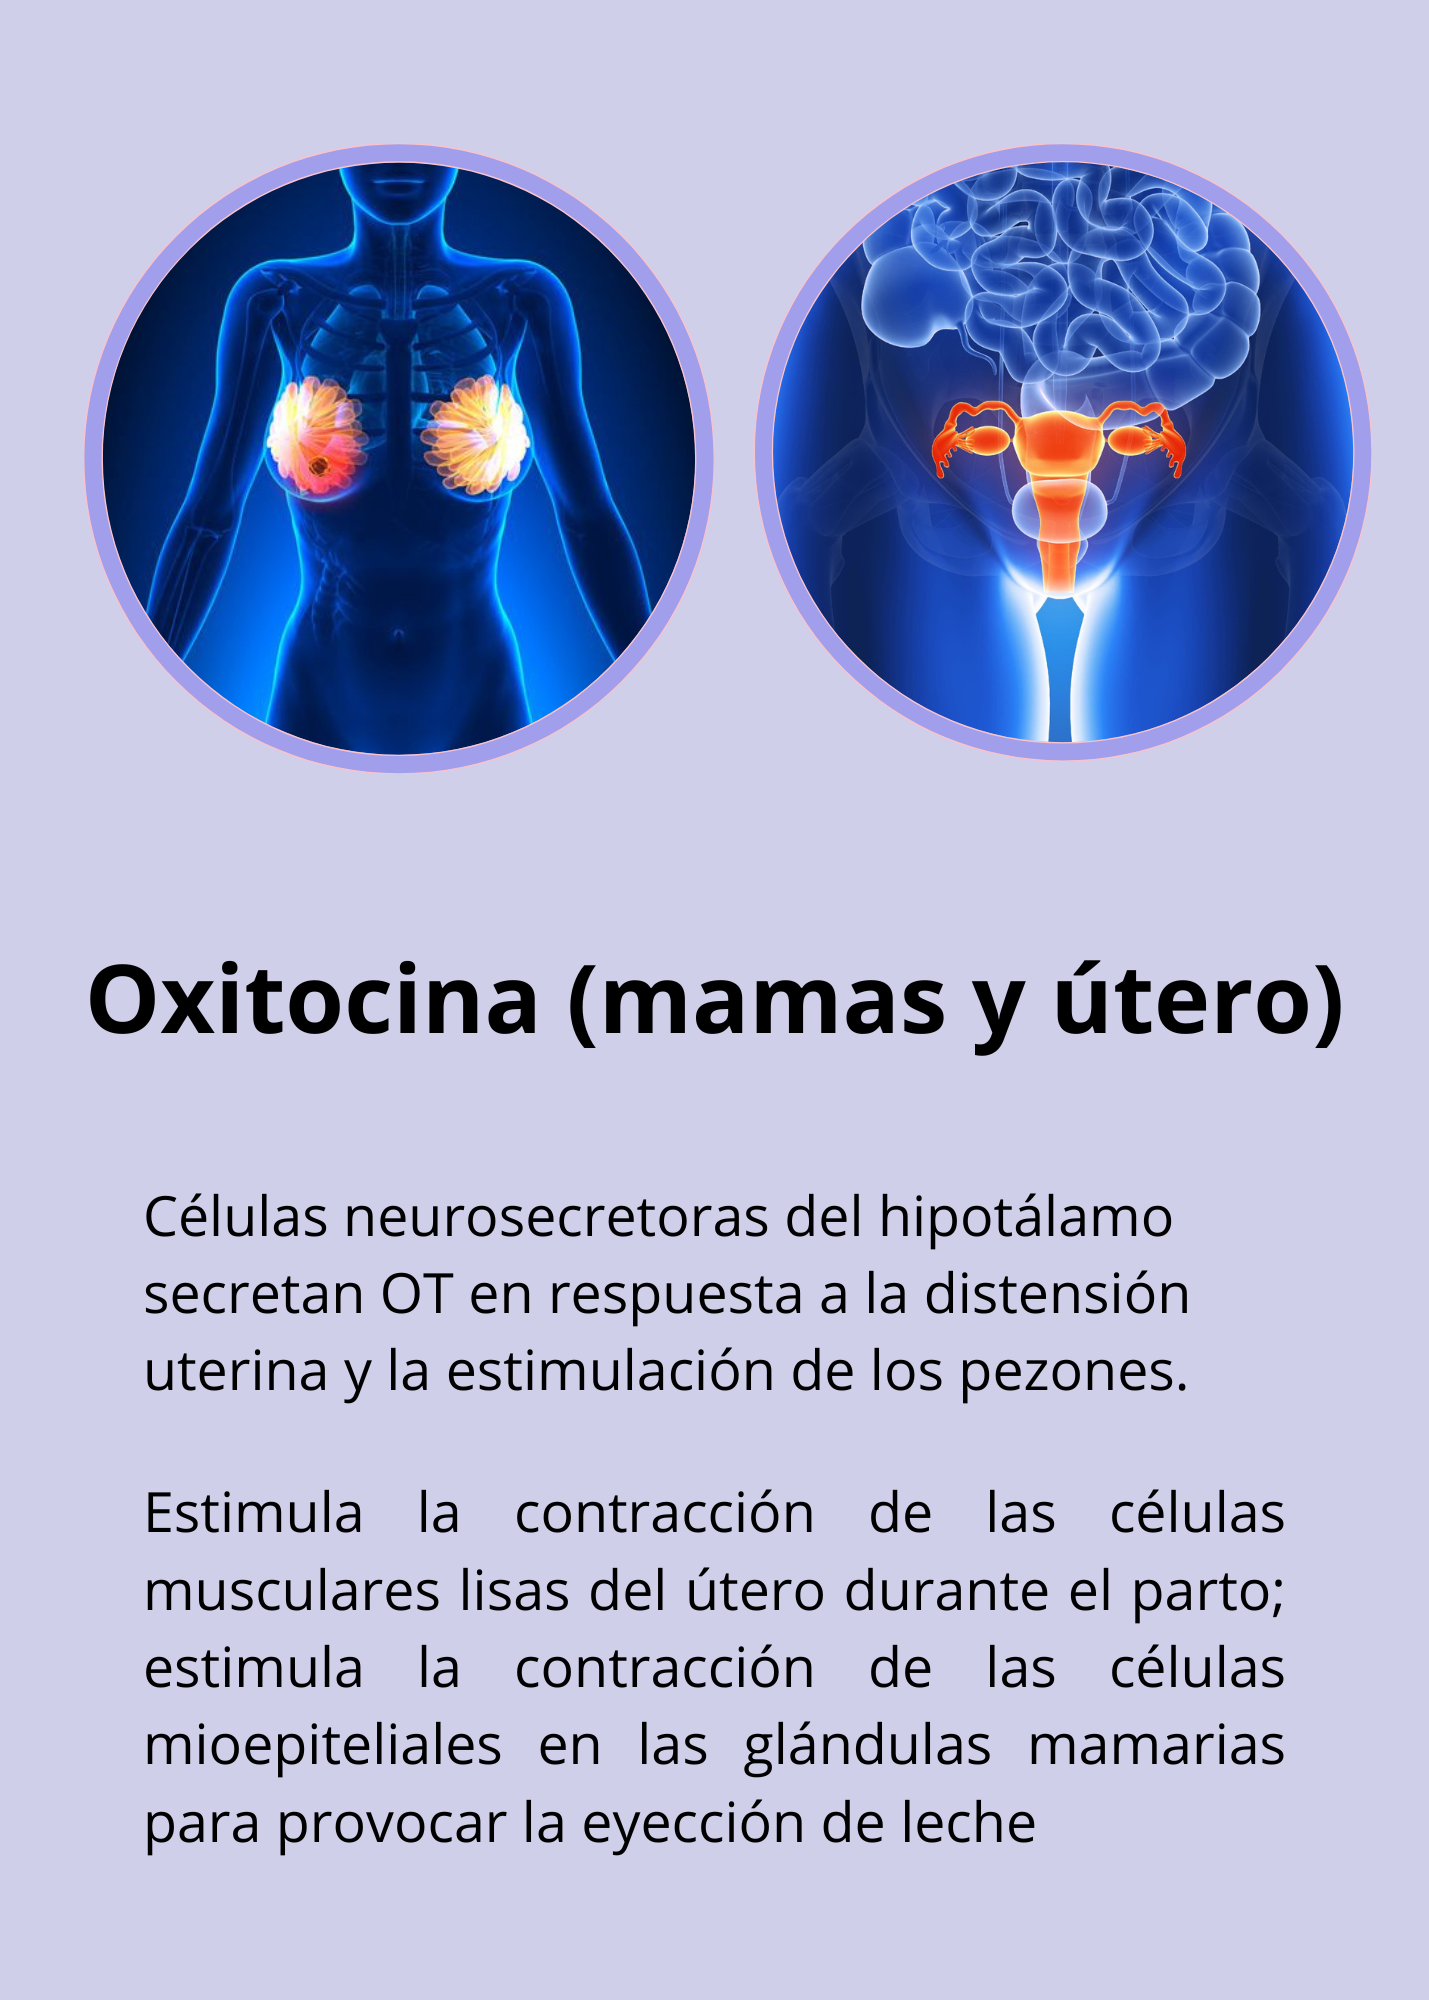 Oxitocina (mamas y útero)
Células neurosecretoras del hipotálamo
secretan OT en respuesta a la distensión
uterina y la estimulación de los pezones.
Estimula la contracción de las células
musculares lisas del útero durante el parto;
estimula la contracción de las células
mioepiteliales en las glándulas mamarias
para provocar la eyección de leche